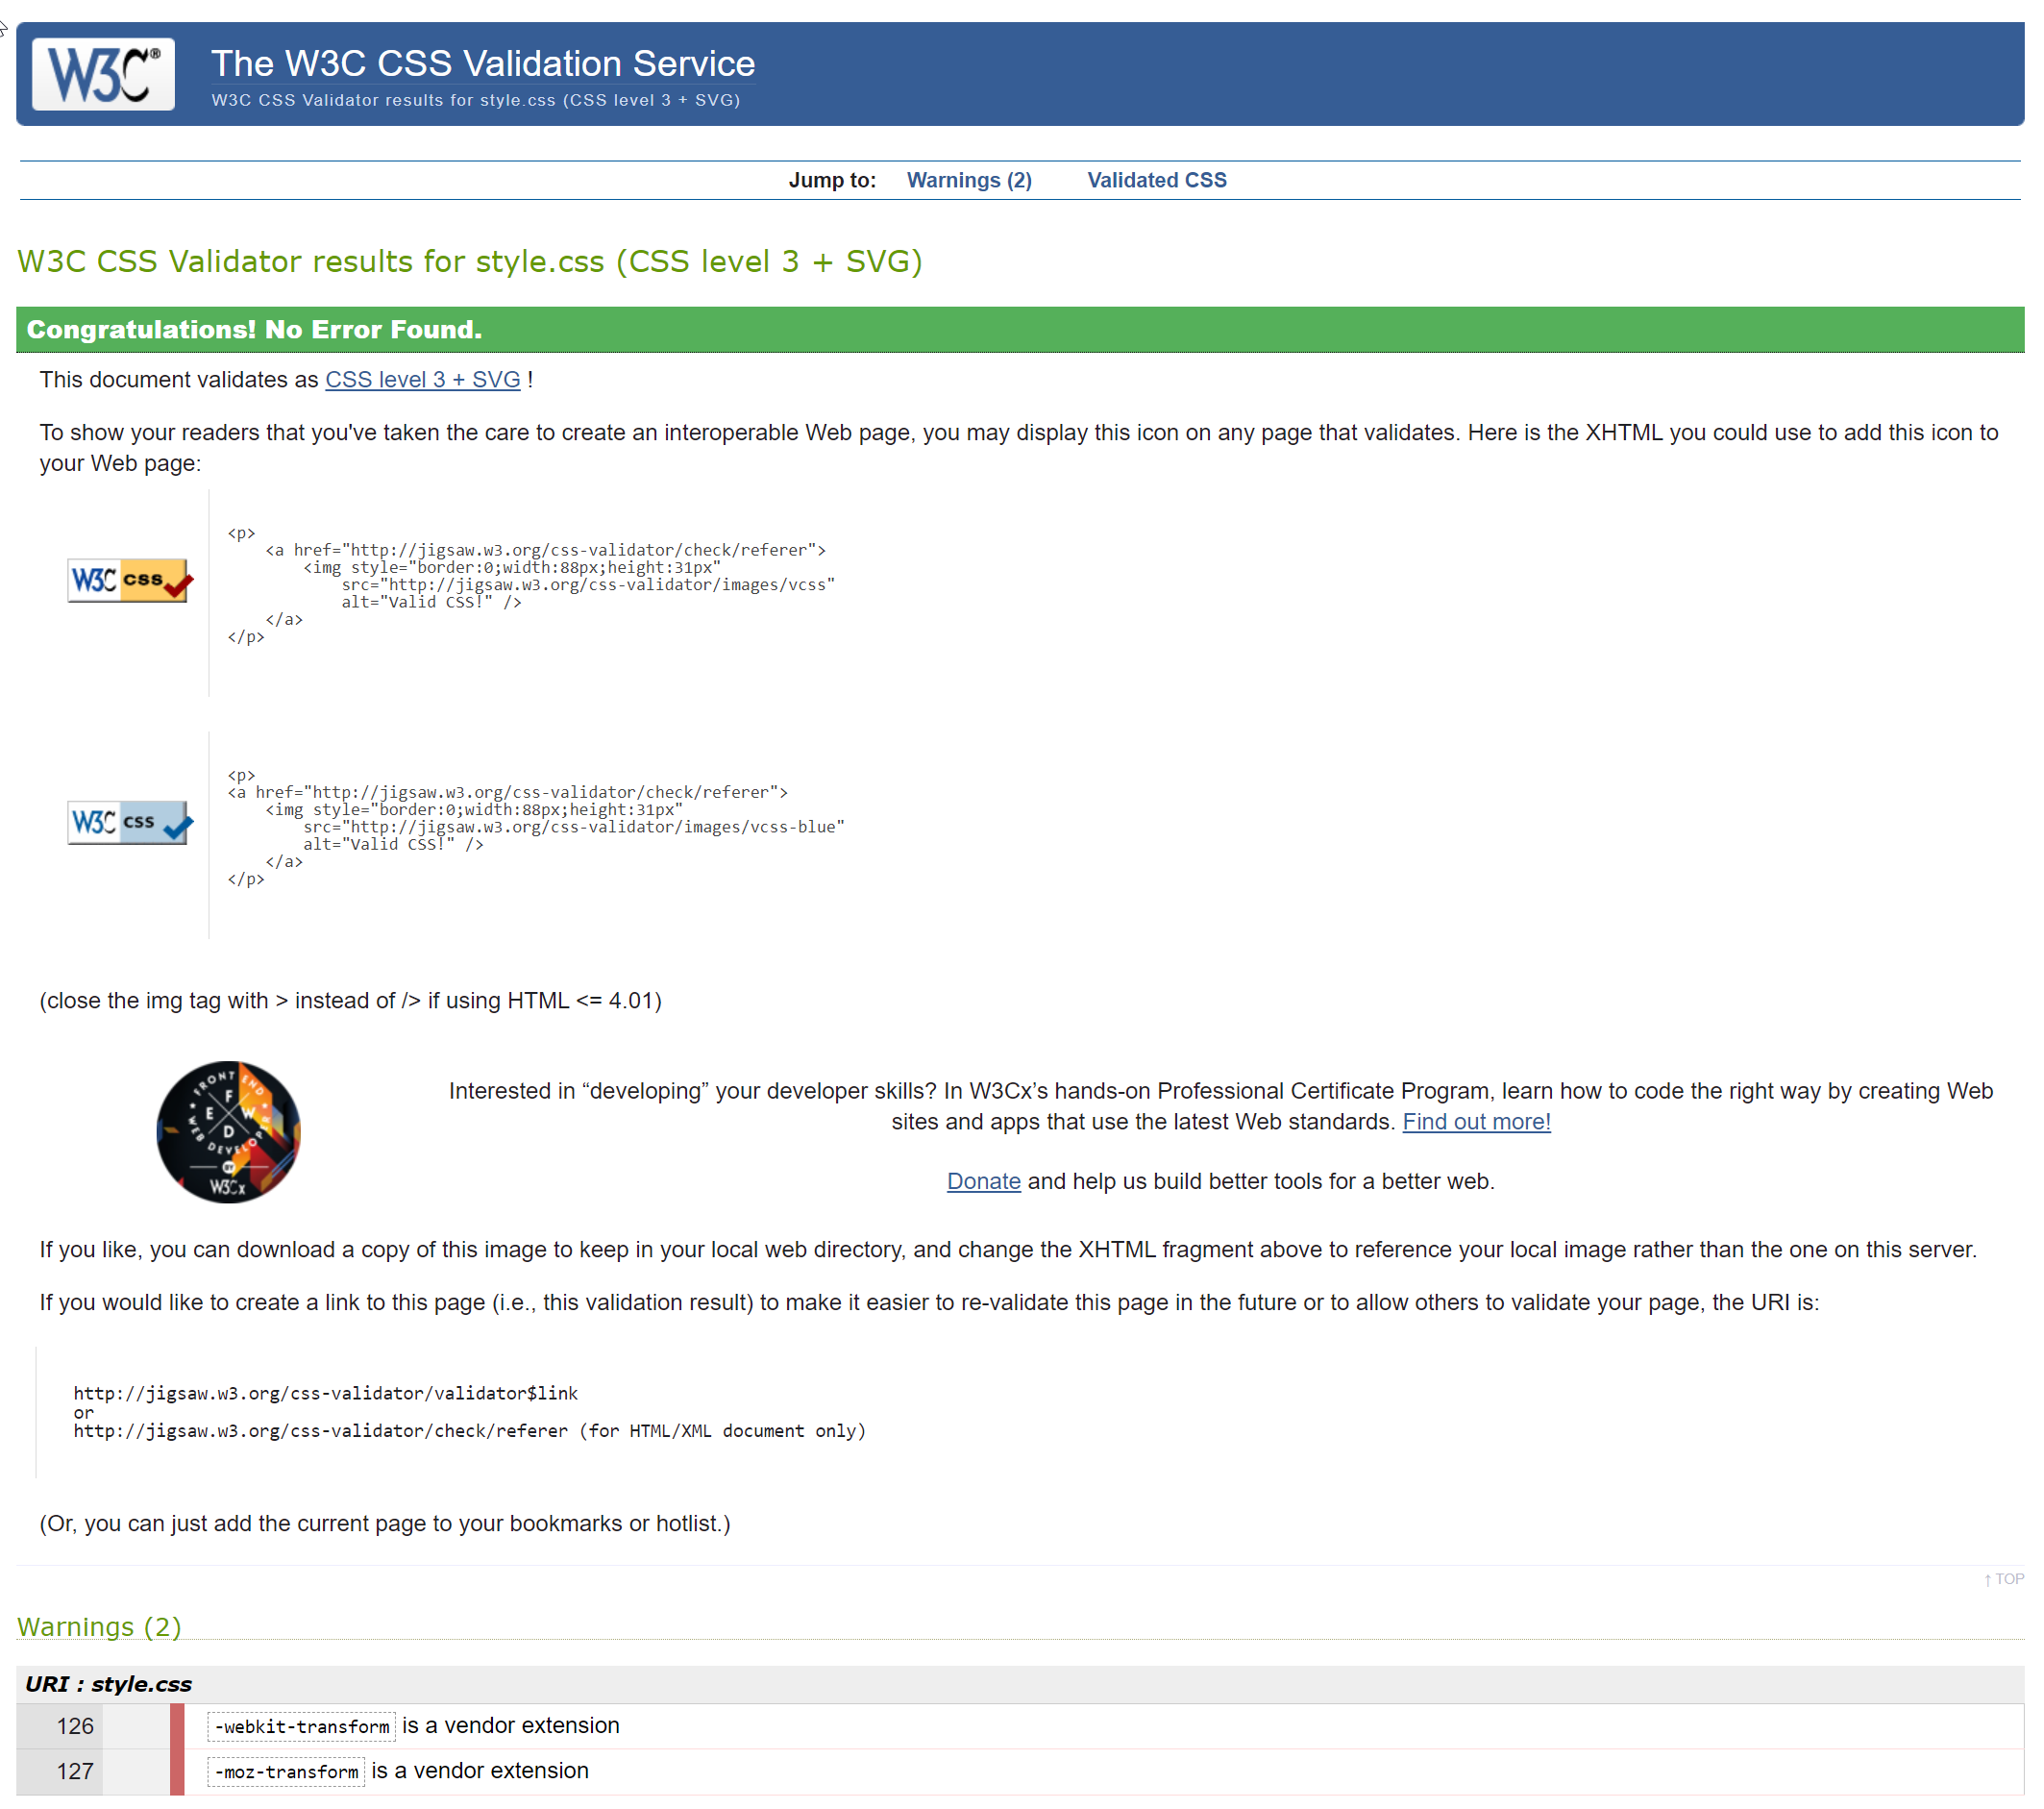 W3C®
The W3C CSS Validation Service
W3C CSS Validator results for style.css (CSS level 3 + SVG)
Jump to: Warnings (2) Validated CSS
W3C CSS Validator results for style.css (CSS level 3 + SVG)
Congratulations! No Error Found.
This document validates as CSS level 3 + SVG !
To show your readers that you've taken the care to create an interoperable Web page, you may display this icon on any page that validates. Here is the XHTML you could use to add this icon to
your Web page:
W3C css
<p>
    <a href="http://jigsaw.w3.org/css-validator/check/referer">
        <img style="border:0;width:88px;height:31px"
            src="http://jigsaw.w3.org/css-validator/images/vcss"
            alt="Valid CSS!" />
    </a>
</p>
W3C css
<p>
<a href="http://jigsaw.w3.org/css-validator/check/referer">
    <img style="border:0;width:88px;height:31px"
        src="http://jigsaw.w3.org/css-validator/images/vcss-blue"
        alt="Valid CSS!" />
    </a>
</p>
(close the img tag with > instead of /> if using HTML <= 4.01)
FRONT END
F
E W
D
WEB DEVELOPER
BY
W3Cx
Interested in “developing” your developer skills? In W3Cx’s hands-on Professional Certificate Program, learn how to code the right way by creating Web
sites and apps that use the latest Web standards. Find out more!
Donate and help us build better tools for a better web.
If you like, you can download a copy of this image to keep in your local web directory, and change the XHTML fragment above to reference your local image rather than the one on this server.
If you would like to create a link to this page (i.e., this validation result) to make it easier to re-validate this page in the future or to allow others to validate your page, the URI is:
http://jigsaw.w3.org/css-validator/validator$link
or
http://jigsaw.w3.org/css-validator/check/referer (for HTML/XML document only)
(Or, you can just add the current page to your bookmarks or hotlist.)
↑ TOP
Warnings (2)
URI : style.css
126 -webkit-transform is a vendor extension
127 -moz-transform is a vendor extension